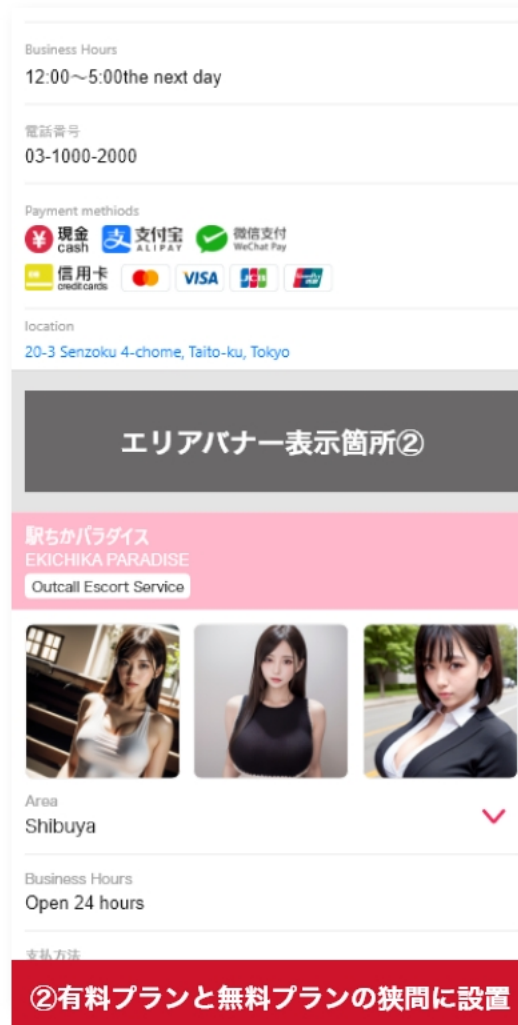 Business Hours
12:00～5:00the next day
電話番号
03-1000-2000
Payment methiods
現金 cash 支付宝 ALIPAY 微信支付 WeChat Pay
信用卡 credit cards VISA JCB
location
20-3 Senzoku 4-chome, Taito-ku, Tokyo
エリアバナー表示箇所②
駅ちかパラダイス
EKICHIKA PARADISE
Outcall Escort Service
Area
Shibuya
Business Hours
Open 24 hours
支払方法
②有料プランと無料プランの狭間に設置